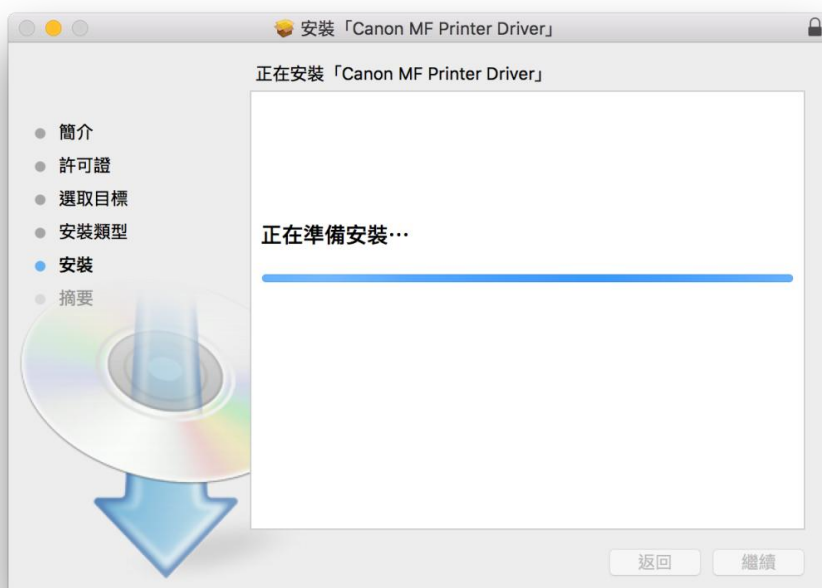 安裝「Canon MF Printer Driver」
正在安裝「Canon MF Printer Driver」
簡介
許可證
選取目標
安裝類型
安裝
摘要
正在準備安裝⋯
返回
繼續